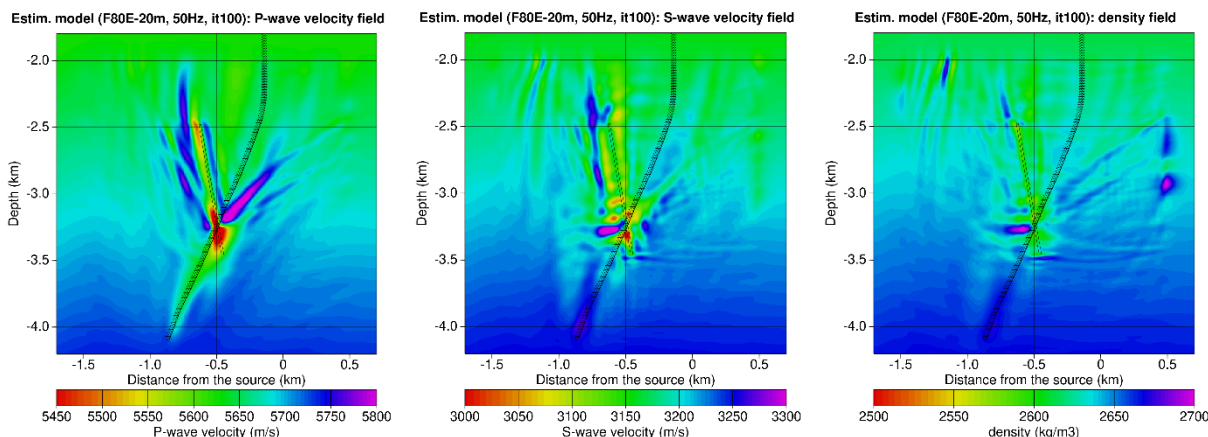 Estim. model (F80E-20m, 50Hz, it100): P-wave velocity field
Estim. model (F80E-20m, 50Hz, it100): S-wave velocity field
Estim. model (F80E-20m, 50Hz, it100): density field
Depth (km)
-2.0
-2.5
-3.0
-3.5
-4.0
-1.5 -1.0 -0.5 0 0.5
Distance from the source (km)
5450 5500 5550 5600 5650 5700 5750 5800
P-wave velocity (m/s)
Depth (km)
-2.0
-2.5
-3.0
-3.5
-4.0
-1.5 -1.0 -0.5 0 0.5
Distance from the source (km)
3000 3050 3100 3150 3200 3250 3300
S-wave velocity (m/s)
Depth (km)
-2.0
-2.5
-3.0
-3.5
-4.0
-1.5 -1.0 -0.5 0 0.5
Distance from the source (km)
2500 2550 2600 2650 2700
density (kg/m3)